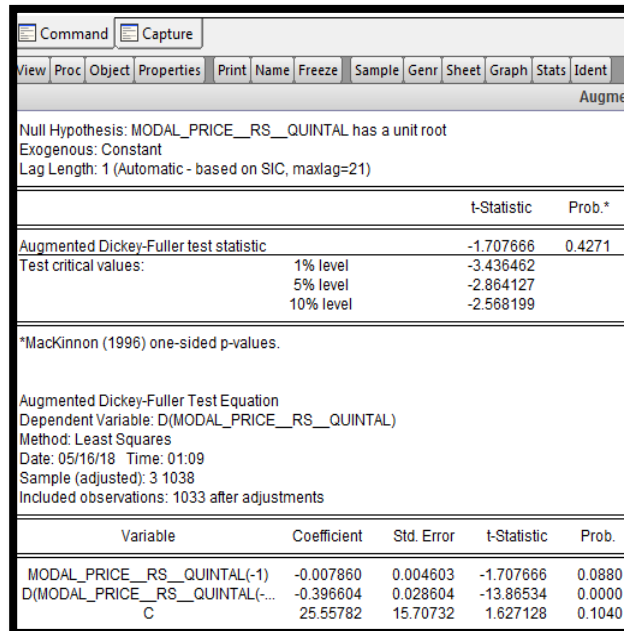 Command Capture
View Proc Object Properties Print Name Freeze Sample Genr Sheet Graph Stats Ident
Augme
Null Hypothesis: MODAL_PRICE__RS__QUINTAL has a unit root
Exogenous: Constant
Lag Length: 1 (Automatic - based on SIC, maxlag=21)
t-Statistic Prob.*
Augmented Dickey-Fuller test statistic -1.707666 0.4271
Test critical values: 1% level -3.436462
5% level -2.864127
10% level -2.568199
*MacKinnon (1996) one-sided p-values.
Augmented Dickey-Fuller Test Equation
Dependent Variable: D(MODAL_PRICE__RS__QUINTAL)
Method: Least Squares
Date: 05/16/18 Time: 01:09
Sample (adjusted): 3 1038
Included observations: 1033 after adjustments
Variable Coefficient Std. Error t-Statistic Prob.
MODAL_PRICE__RS__QUINTAL(-1) -0.007860 0.004603 -1.707666 0.0880
D(MODAL_PRICE__RS__QUINTAL(-... -0.396604 0.028604 -13.86534 0.0000
C 25.55782 15.70732 1.627128 0.1040